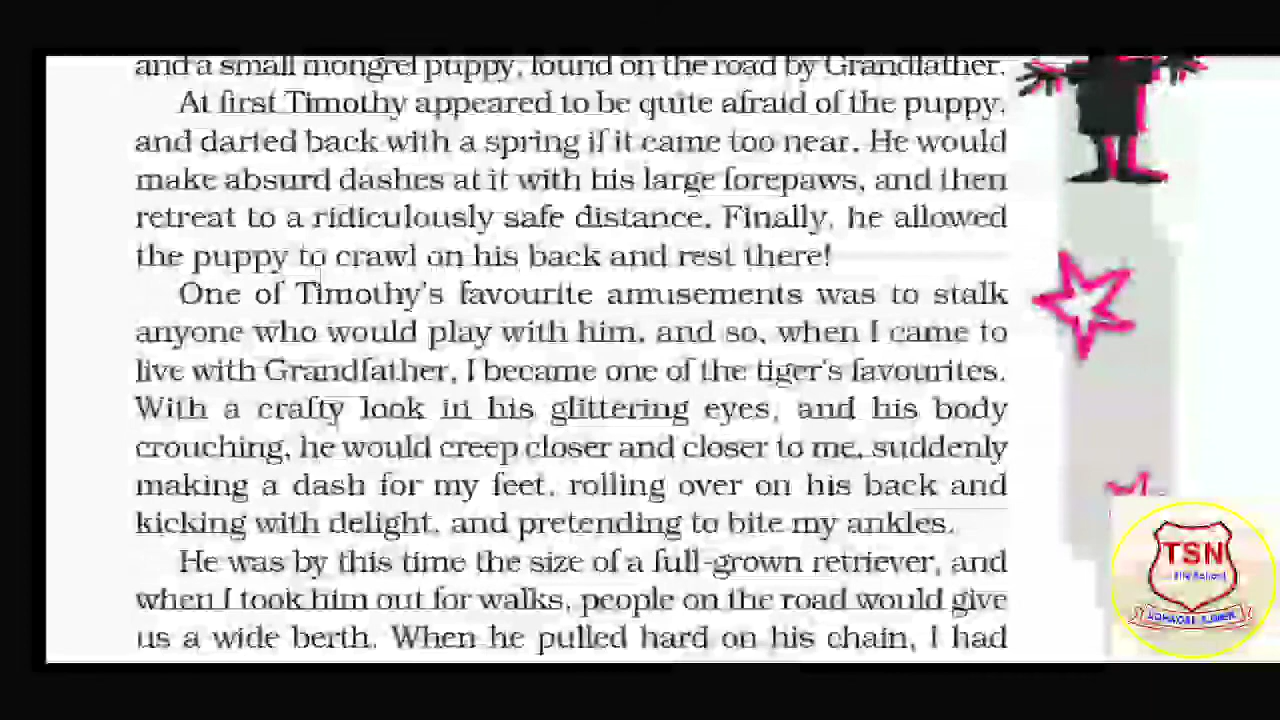 and a small mongrel puppy, found on the road by Grandfather.
At first Timothy appeared to be quite afraid of the puppy,
and darted back with a spring if it came too near. He would
make absurd dashes at it with his large forepaws, and then
retreat to a ridiculously safe distance. Finally, he allowed
the puppy to crawl on his back and rest there!
One of Timothy's favourite amusements was to stalk
anyone who would play with him, and so, when I came to
live with Grandfather, I became one of the tiger's favourites.
With a crafty look in his glittering eyes, and his body
crouching, he would creep closer and closer to me, suddenly
making a dash for my feet, rolling over on his back and
kicking with delight, and pretending to bite my ankles.
He was by this time the size of a full-grown retriever, and
when I took him out for walks, people on the road would give
us a wide berth. When he pulled hard on his chain, I had
TSN